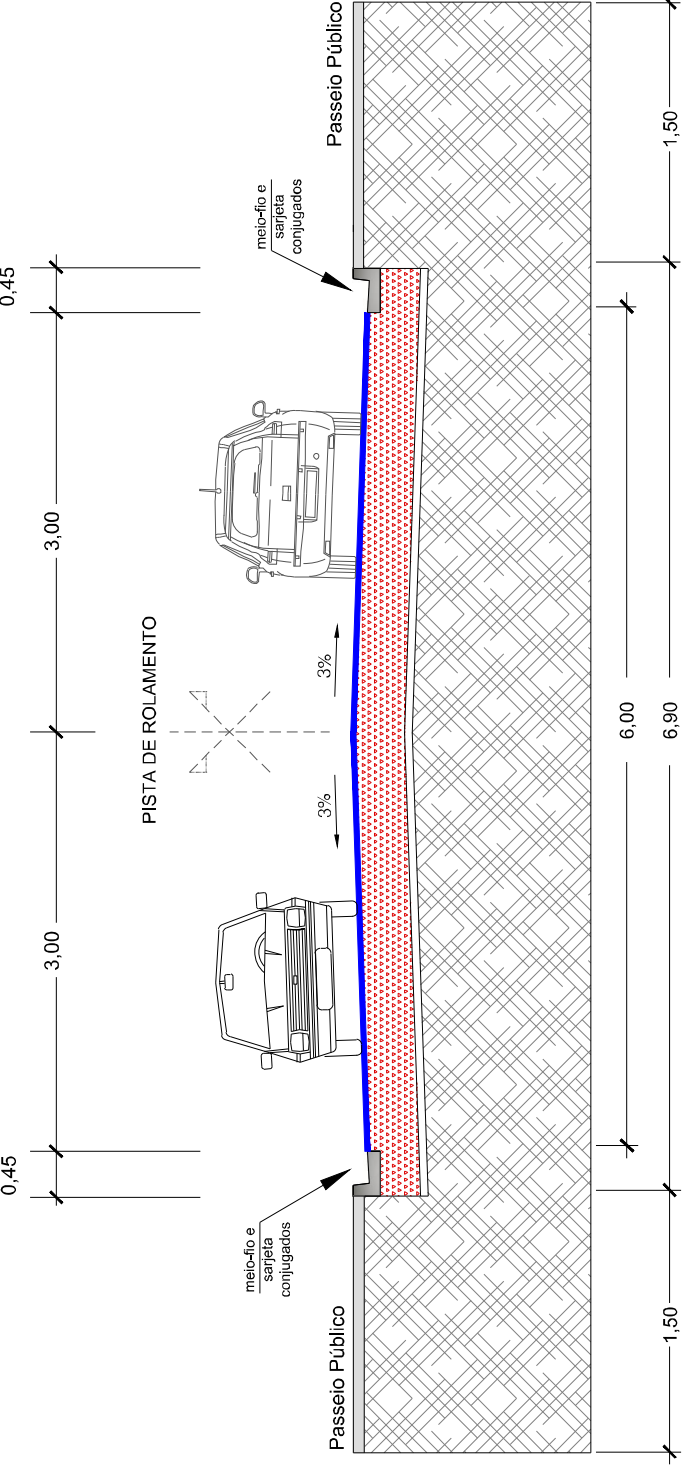 0,45
3,00
3,00
0,45
PISTA DE ROLAMENTO
meio-fio e
sarjeta
conjugados
meio-fio e
sarjeta
conjugados
3%
3%
Passeio Público
Passeio Público
6,00
1,50
6,90
1,50